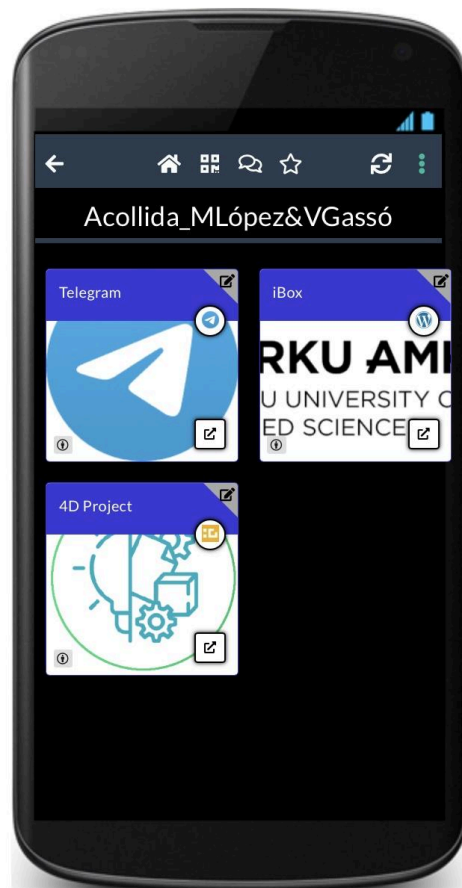 Acollida_MLópez&VGassó
Telegram
iBox
RKU AM
U UNIVERSITY O
ED SCIENCE
4D Project